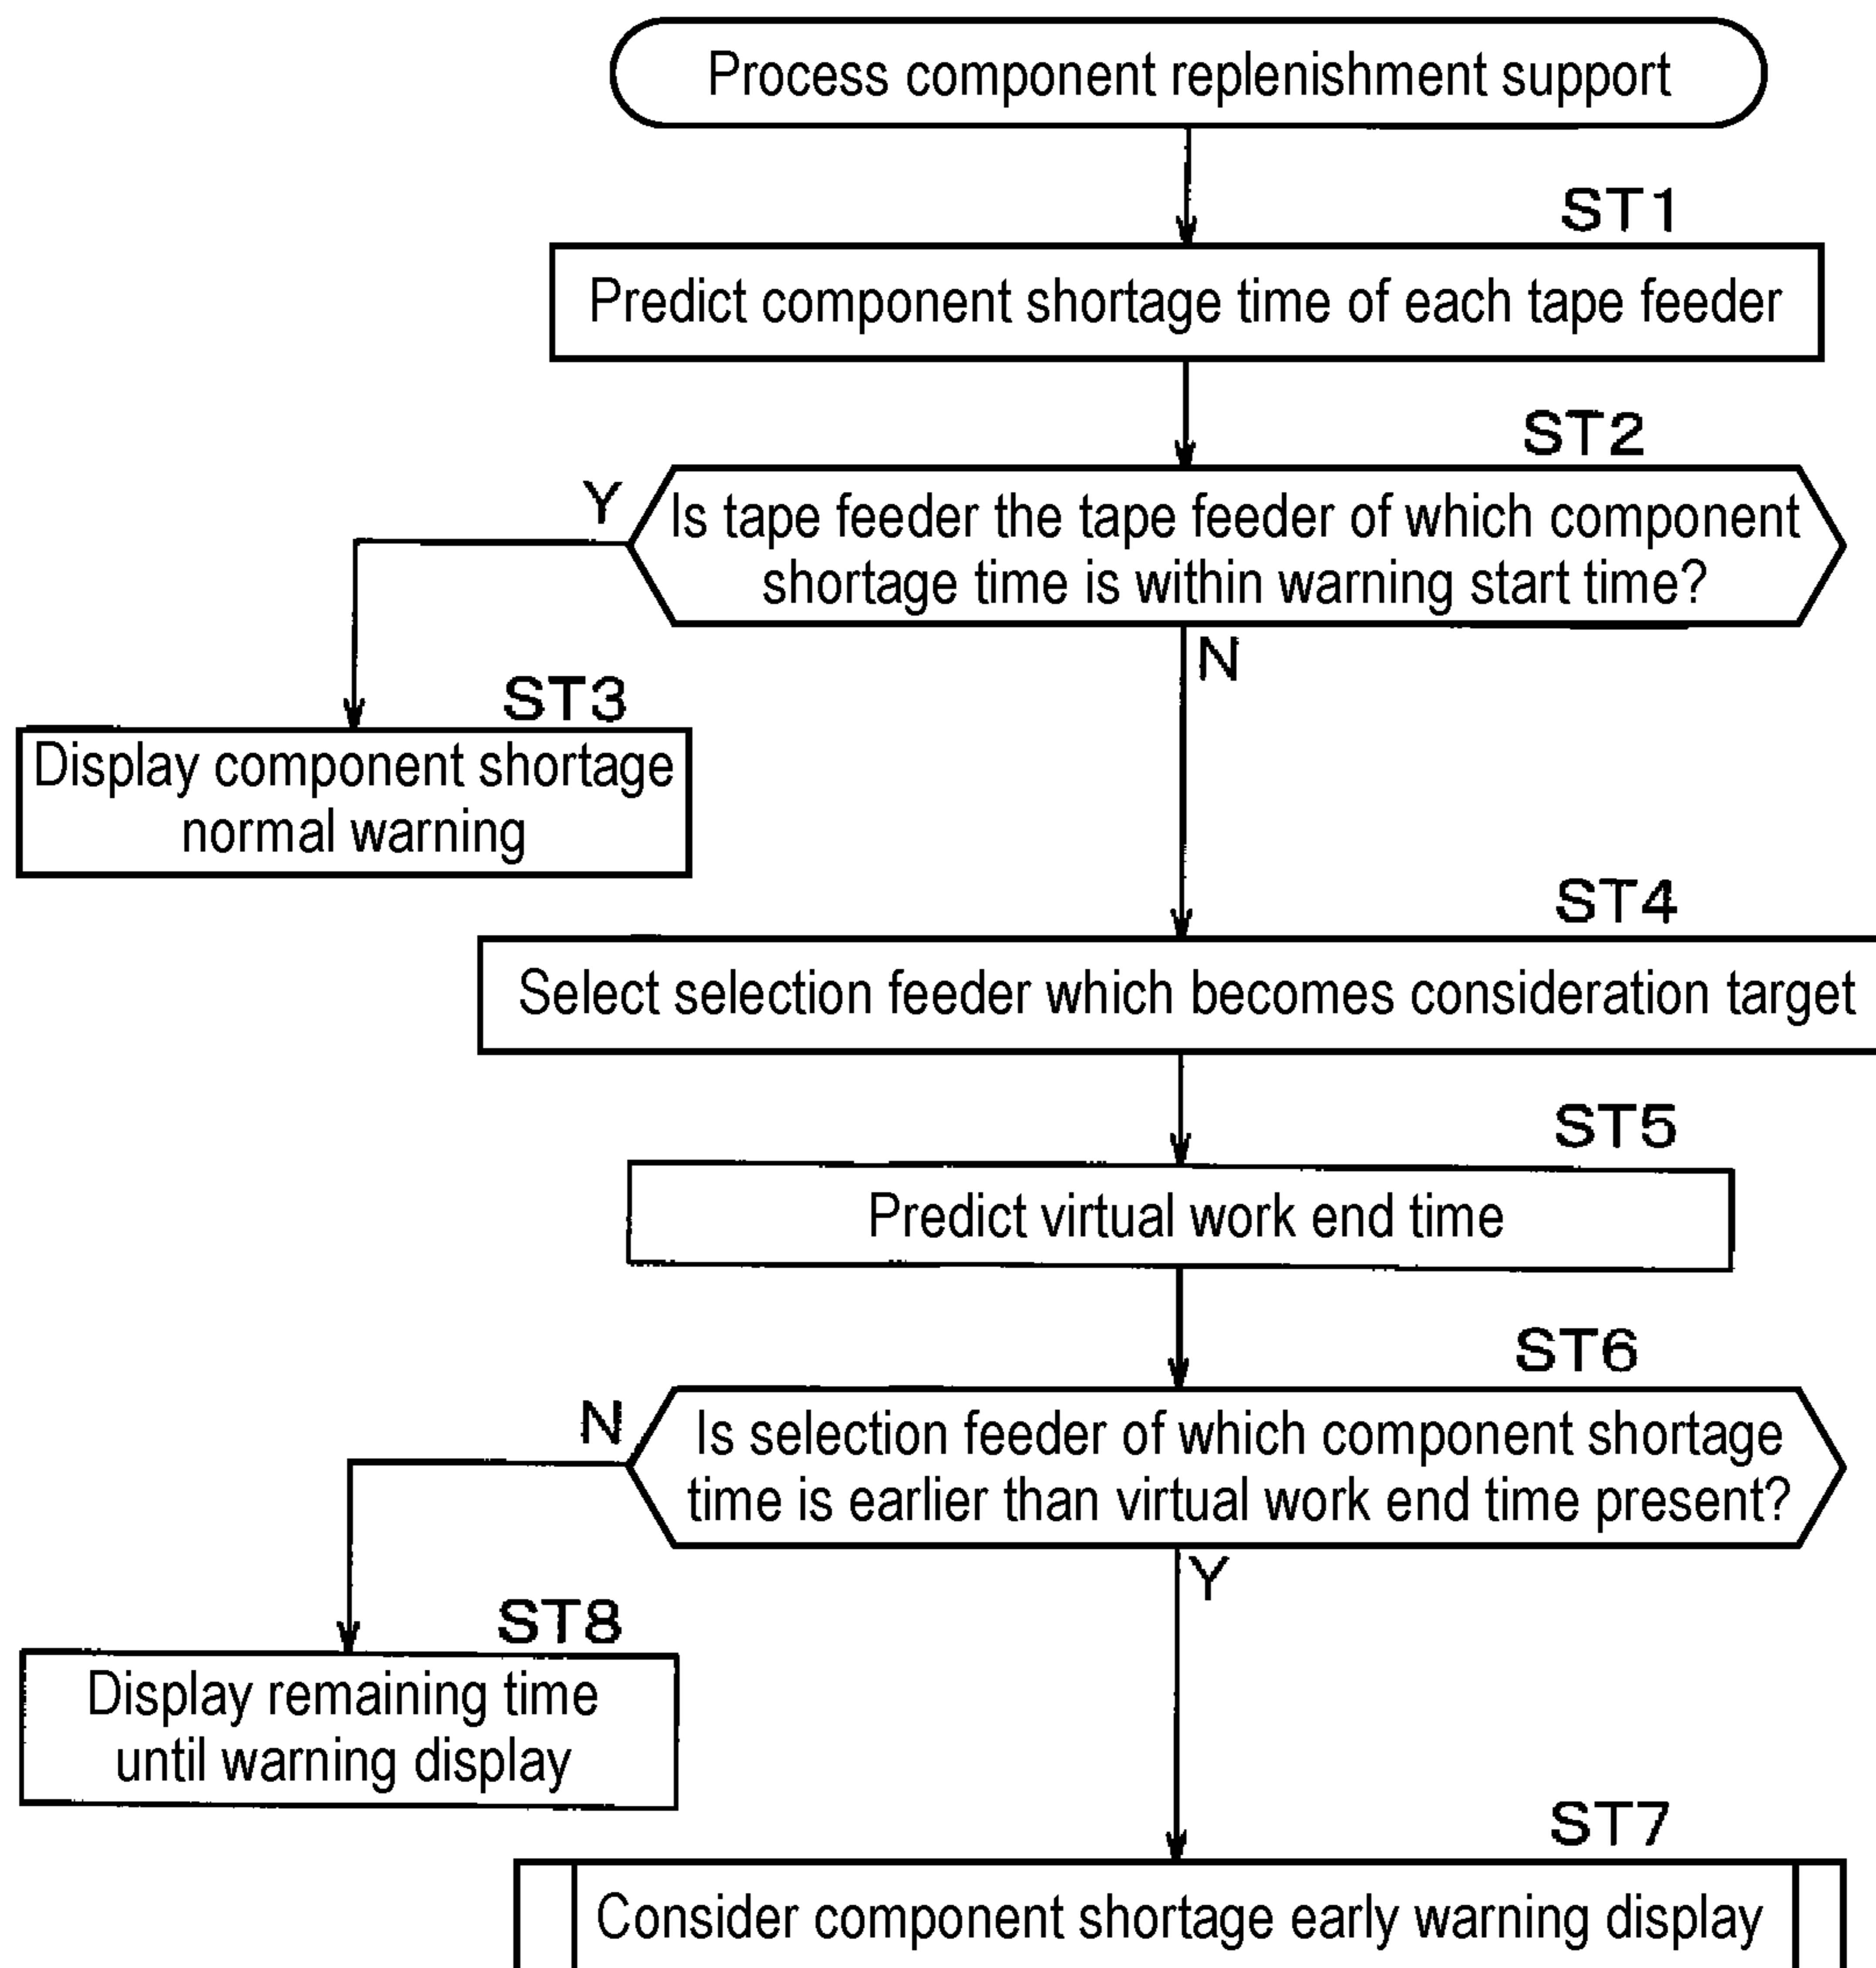 Process component replenishment support
ST1
Predict component shortage time of each tape feeder
ST2
Y
Is tape feeder the tape feeder of which component
shortage time is within warning start time?
N
ST3
Display component shortage
normal warning
ST4
Select selection feeder which becomes consideration target
ST5
Predict virtual work end time
ST6
N
Is selection feeder of which component shortage
time is earlier than virtual work end time present?
Y
ST8
Display remaining time
until warning display
ST7
Consider component shortage early warning display